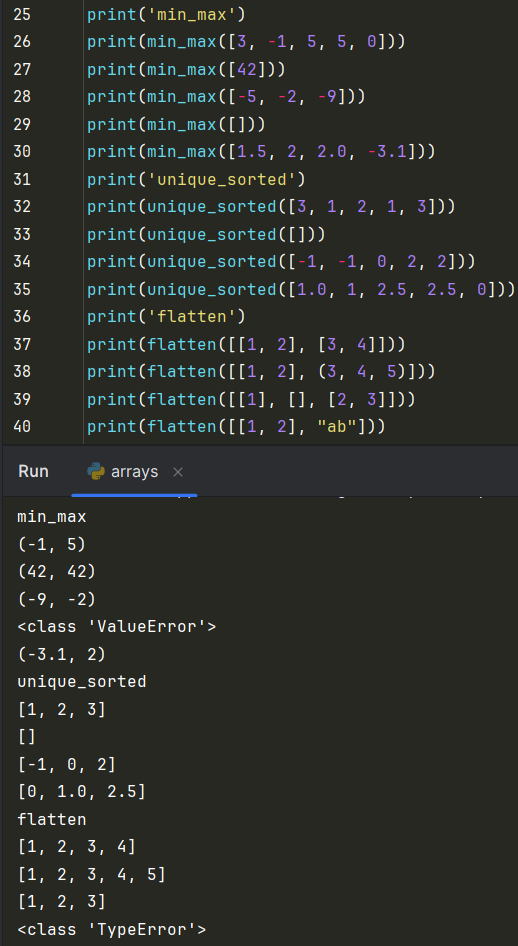 25 print('min_max')
26 print(min_max([3, -1, 5, 5, 0]))
27 print(min_max([42]))
28 print(min_max([-5, -2, -9]))
29 print(min_max([]))
30 print(min_max([1.5, 2, 2.0, -3.1]))
31 print('unique_sorted')
32 print(unique_sorted([3, 1, 2, 1, 3]))
33 print(unique_sorted([]))
34 print(unique_sorted([-1, -1, 0, 2, 2]))
35 print(unique_sorted([1.0, 1, 2.5, 2.5, 0]))
36 print('flatten')
37 print(flatten([[1, 2], [3, 4]]))
38 print(flatten([[1, 2], (3, 4, 5)]))
39 print(flatten([[1], [], [2, 3]]))
40 print(flatten([[1, 2], "ab"]))
Run arrays ×
min_max
(-1, 5)
(42, 42)
(-9, -2)
<class 'ValueError'>
(-3.1, 2)
unique_sorted
[1, 2, 3]
[]
[-1, 0, 2]
[0, 1.0, 2.5]
flatten
[1, 2, 3, 4]
[1, 2, 3, 4, 5]
[1, 2, 3]
<class 'TypeError'>